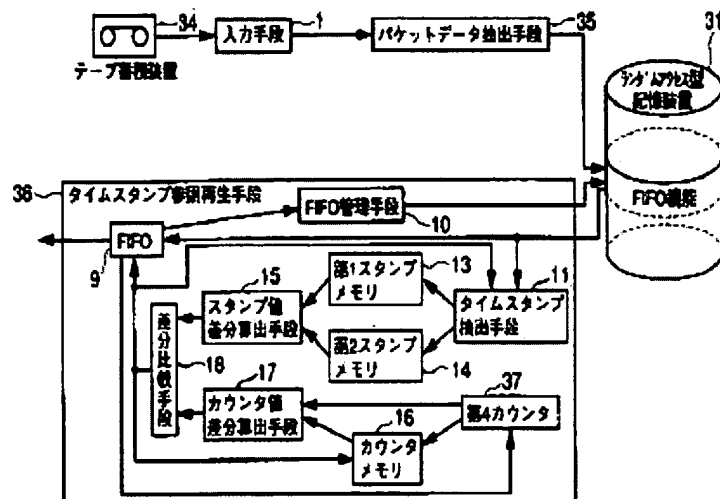 34
テープ蓄積装置
1
入力手段
35
パケットデータ抽出手段
31
ランダムアクセス型
記憶装置
FIFO機能
36
タイムスタンプ参照再生手段
FIFO管理手段
10
FIFO
9
15
スタンプ値
差分算出手段
13
第1スタンプ
メモリ
11
タイムスタンプ
抽出手段
第2スタンプ
メモリ
14
差分比較手段
18
17
カウンタ値
差分算出手段
16
カウンタ
メモリ
37
第4カウンタ